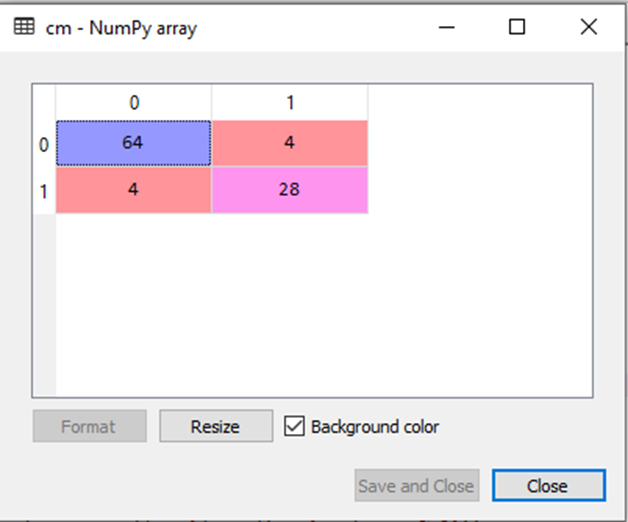 cm - NumPy array
0 1
0 64 4
1 4 28
Format Resize Background color
Save and Close Close